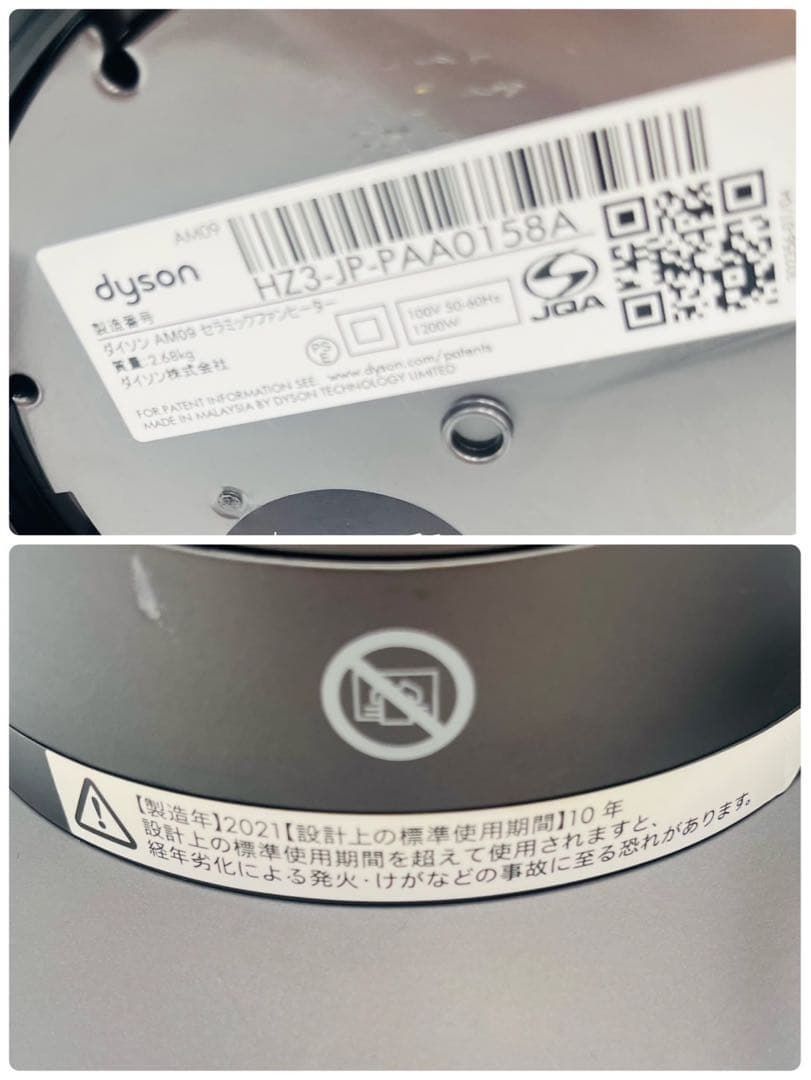 AM09
dyson
HZ3-JP-PAA0158A
製造番号
ダイソン AM09 セラミックファンヒーター
質量:2.68kg
ダイソン株式会社
PS
E
100V 50-60Hz
1200W
JQA
FOR PATENT INFORMATION SEE: www.dyson.com/patents
MADE IN MALAYSIA BY DYSON TECHNOLOGY LIMITED
【製造年】2021【設計上の標準使用期間】10 年
設計上の標準使用期間を超えて使用されますと、
経年劣化による発火・けがなどの事故に至る恐れがあります。